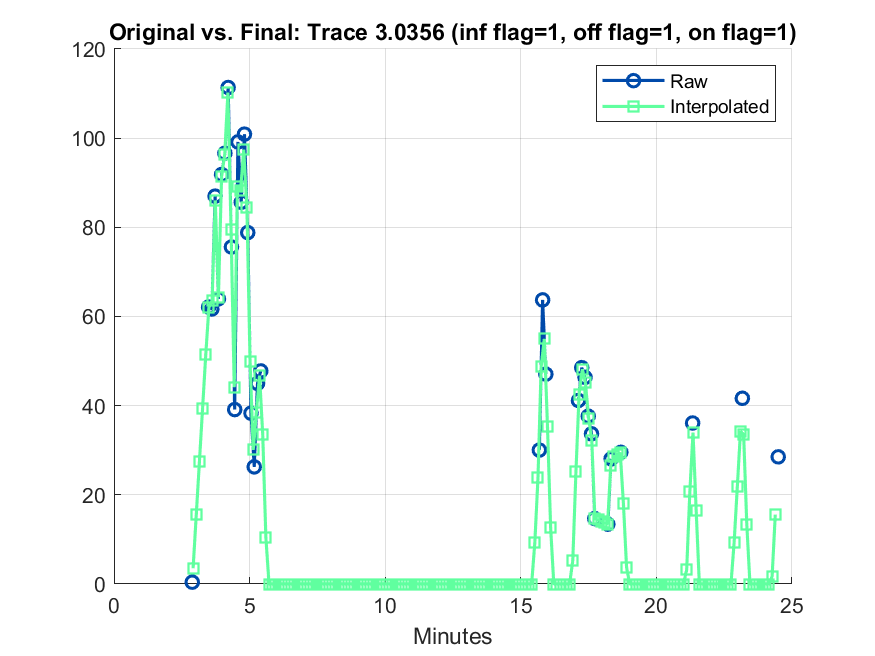 Original vs. Final: Trace 3.0356 (inf flag=1, off flag=1, on flag=1)
120
100
80
60
40
20
0
Raw
Interpolated
0 5 10 15 20 25
Minutes